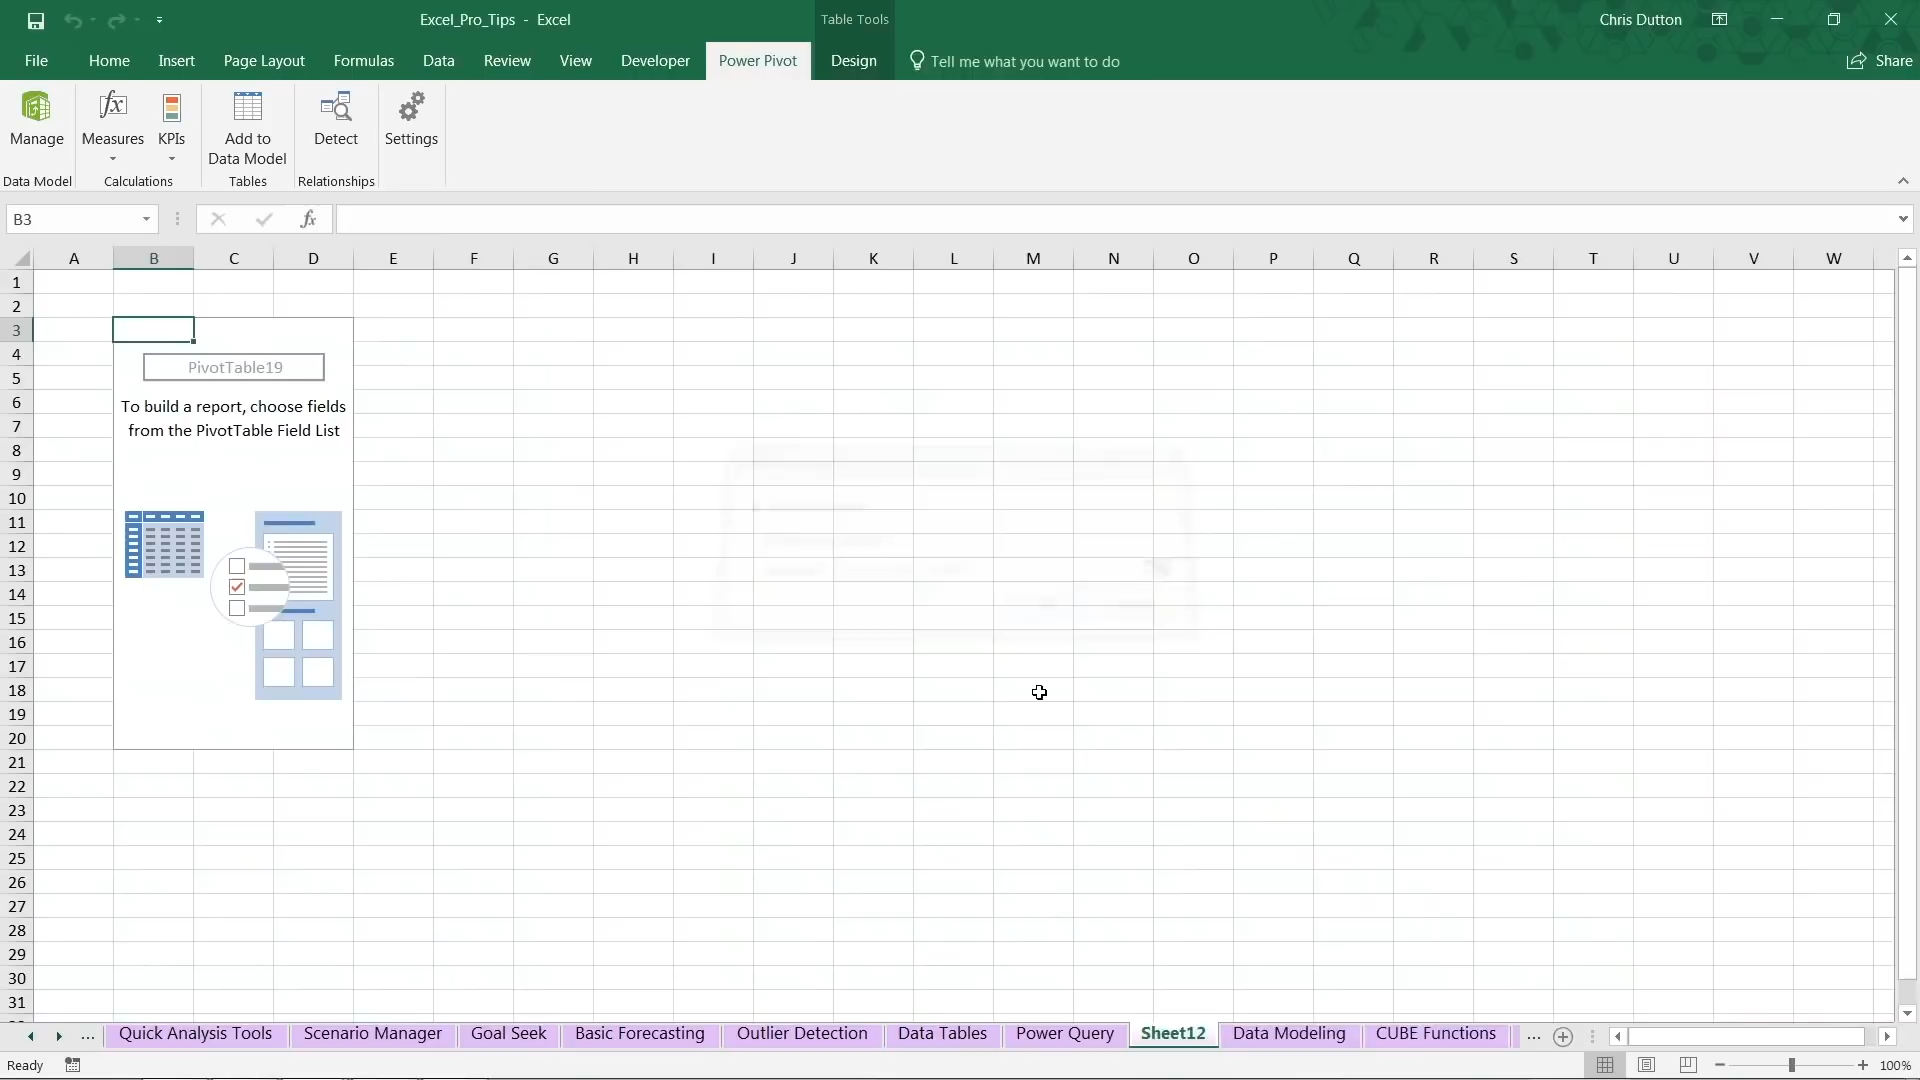 Excel_Pro_Tips - Excel
Table Tools
Chris Dutton
File Home Insert Page Layout Formulas Data Review View Developer Power Pivot Design Tell me what you want to do Share
Manage Measures KPIs Add to Data Model Detect Settings
Data Model Calculations Tables Relationships
B3 fx
A B C D E F G H I J K L M N O P Q R S T U V W
1
2
3
4
PivotTable19
5
6 To build a report, choose fields
7 from the PivotTable Field List
8
9
10
11
12
13
14
15
16
17
18
19
20
21
22
23
24
25
26
27
28
29
30
31
... Quick Analysis Tools Scenario Manager Goal Seek Basic Forecasting Outlier Detection Data Tables Power Query Sheet12 Data Modeling CUBE Functions ...
Ready 100%